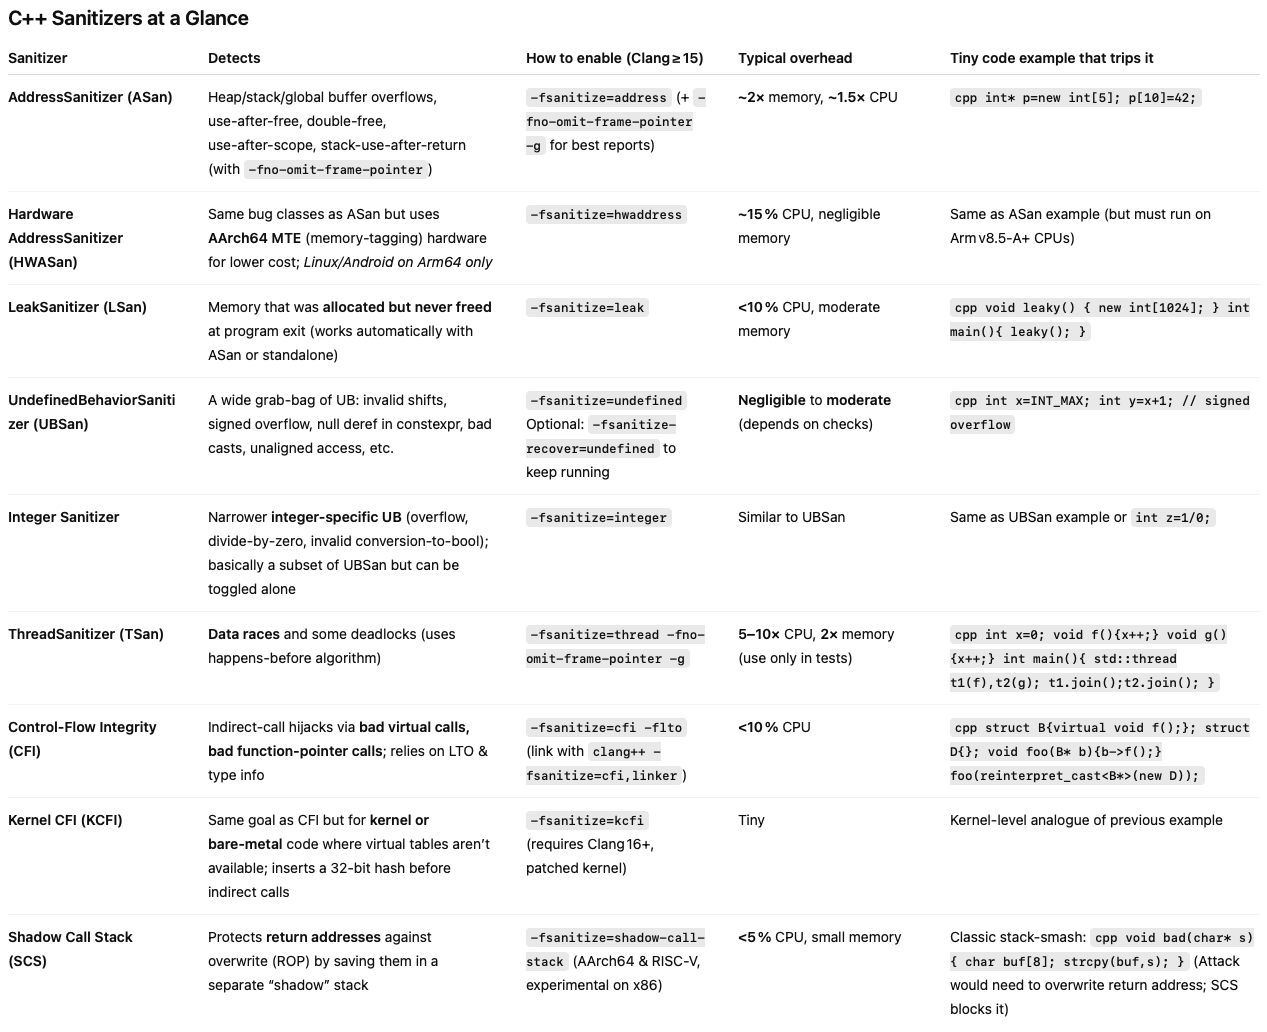 C++ Sanitizers at a Glance
Sanitizer Detects How to enable (Clang ≥ 15) Typical overhead Tiny code example that trips it
AddressSanitizer (ASan)
Heap/stack/global buffer overflows,
use-after-free, double-free,
use-after-scope, stack-use-after-return
(with -fno-omit-frame-pointer)
-fsanitize=address (+ -
fno-omit-frame-pointer
-g for best reports)
~2× memory, ~1.5× CPU
cpp int* p=new int[5]; p[10]=42;
Hardware
AddressSanitizer
(HWASan)
Same bug classes as ASan but uses
AArch64 MTE (memory-tagging) hardware
for lower cost; Linux/Android on Arm64 only
-fsanitize=hwaddress
~15 % CPU, negligible
memory
Same as ASan example (but must run on
Arm v8.5-A+ CPUs)
LeakSanitizer (LSan)
Memory that was allocated but never freed
at program exit (works automatically with
ASan or standalone)
-fsanitize=leak
<10 % CPU, moderate
memory
cpp void leaky() { new int[1024]; } int
main(){ leaky(); }
UndefinedBehaviorSaniti
zer (UBSan)
A wide grab-bag of UB: invalid shifts,
signed overflow, null deref in constexpr, bad
casts, unaligned access, etc.
-fsanitize=undefined
Optional: -fsanitize-
recover=undefined to
keep running
Negligible to moderate
(depends on checks)
cpp int x=INT_MAX; int y=x+1; // signed
overflow
Integer Sanitizer
Narrower integer-specific UB (overflow,
divide-by-zero, invalid conversion-to-bool);
basically a subset of UBSan but can be
toggled alone
-fsanitize=integer
Similar to UBSan
Same as UBSan example or int z=1/0;
ThreadSanitizer (TSan)
Data races and some deadlocks (uses
happens-before algorithm)
-fsanitize=thread -fno-
omit-frame-pointer -g
5–10× CPU, 2× memory
(use only in tests)
cpp int x=0; void f(){x++;} void g()
{x++;} int main(){ std::thread
t1(f),t2(g); t1.join();t2.join(); }
Control-Flow Integrity
(CFI)
Indirect-call hijacks via bad virtual calls,
bad function-pointer calls; relies on LTO &
type info
-fsanitize=cfi -flto
(link with clang++ -
fsanitize=cfi,linker)
<10 % CPU
cpp struct B{virtual void f();}; struct
D{}; void foo(B* b){b->f();}
foo(reinterpret_cast<B*>(new D));
Kernel CFI (KCFI)
Same goal as CFI but for kernel or
bare-metal code where virtual tables aren't
available; inserts a 32-bit hash before
indirect calls
-fsanitize=kcfi
(requires Clang 16+,
patched kernel)
Tiny
Kernel-level analogue of previous example
Shadow Call Stack
(SCS)
Protects return addresses against
overwrite (ROP) by saving them in a
separate “shadow” stack
-fsanitize=shadow-call-
stack (AArch64 & RISC-V,
experimental on x86)
<5 % CPU, small memory
Classic stack-smash: cpp void bad(char* s)
{ char buf[8]; strcpy(buf,s); } (Attack
would need to overwrite return address; SCS
blocks it)